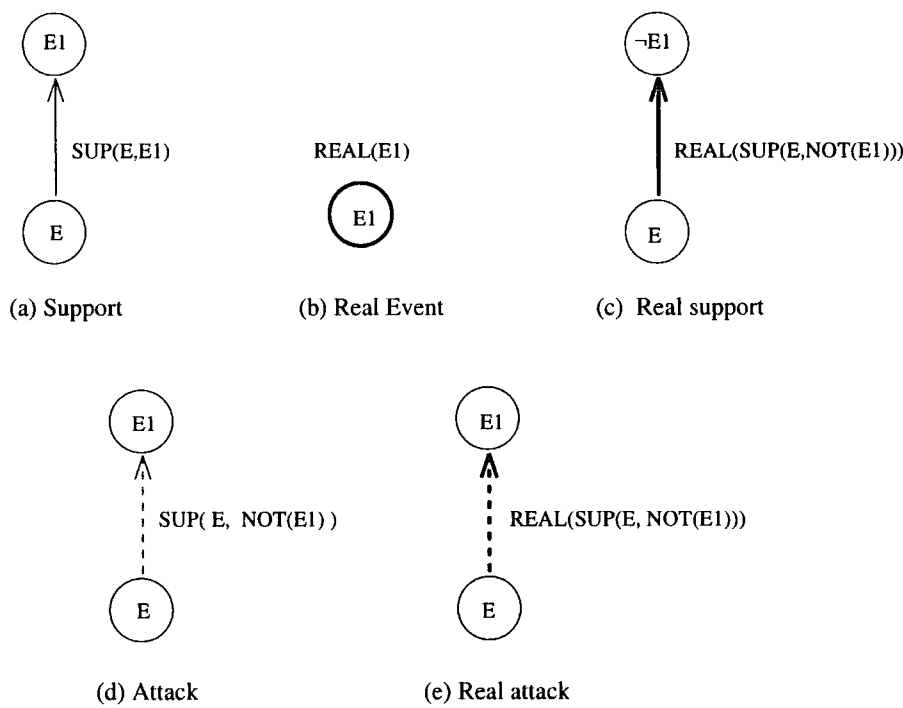 E1
SUP(E,E1)
E
(a) Support
REAL(E1)
E1
(b) Real Event
¬E1
REAL(SUP(E,NOT(E1)))
E
(c) Real support
E1
SUP( E, NOT(E1) )
E
(d) Attack
E1
REAL(SUP(E, NOT(E1)))
E
(e) Real attack